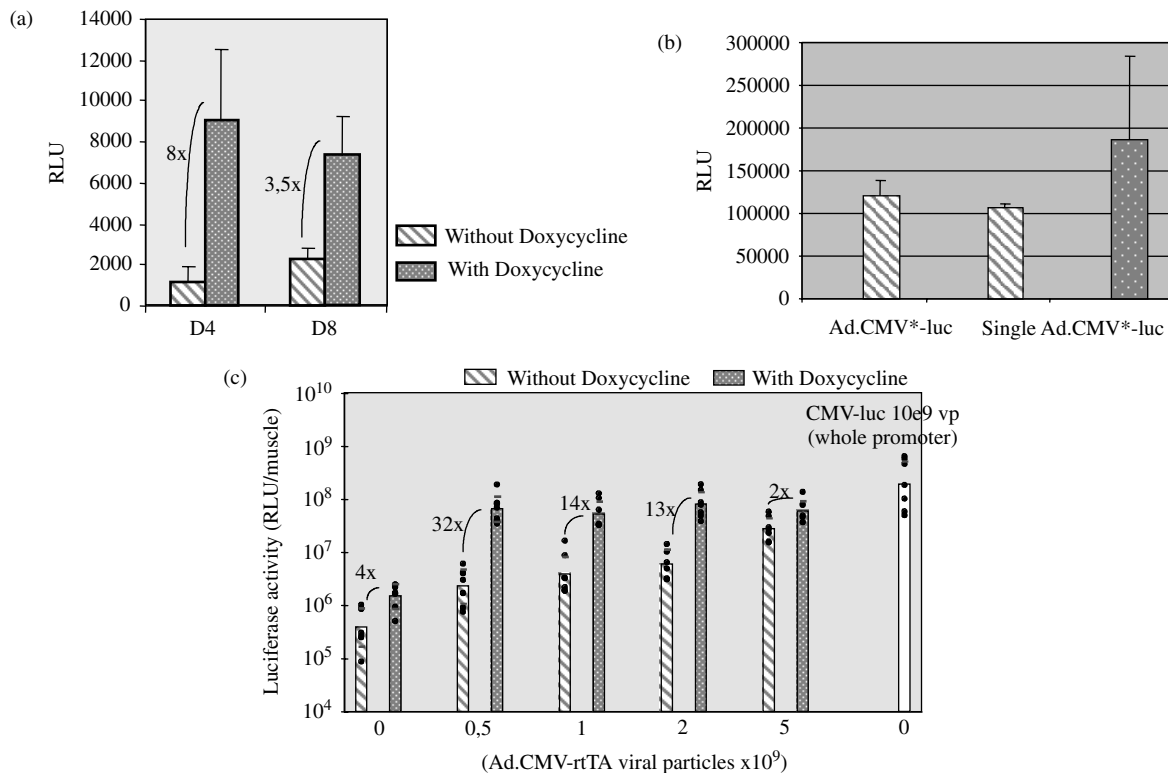 (a)
14000
12000
10000
8000
6000
4000
2000
0
RLU
8x
3,5x
D4
D8
Without Doxycycline
With Doxycycline
(b)
300000
250000
200000
150000
100000
50000
0
RLU
Ad.CMV*-luc
Single Ad.CMV*-luc
(c)
Without Doxycycline
With Doxycycline
10^10
10^9
10^8
10^7
10^6
10^5
10^4
Luciferase activity (RLU/muscle)
CMV-luc 10e9 vp
(whole promoter)
4x
32x
14x
13x
2x
0
0,5
1
2
5
0
(Ad.CMV-rtTA viral particles x10^9)